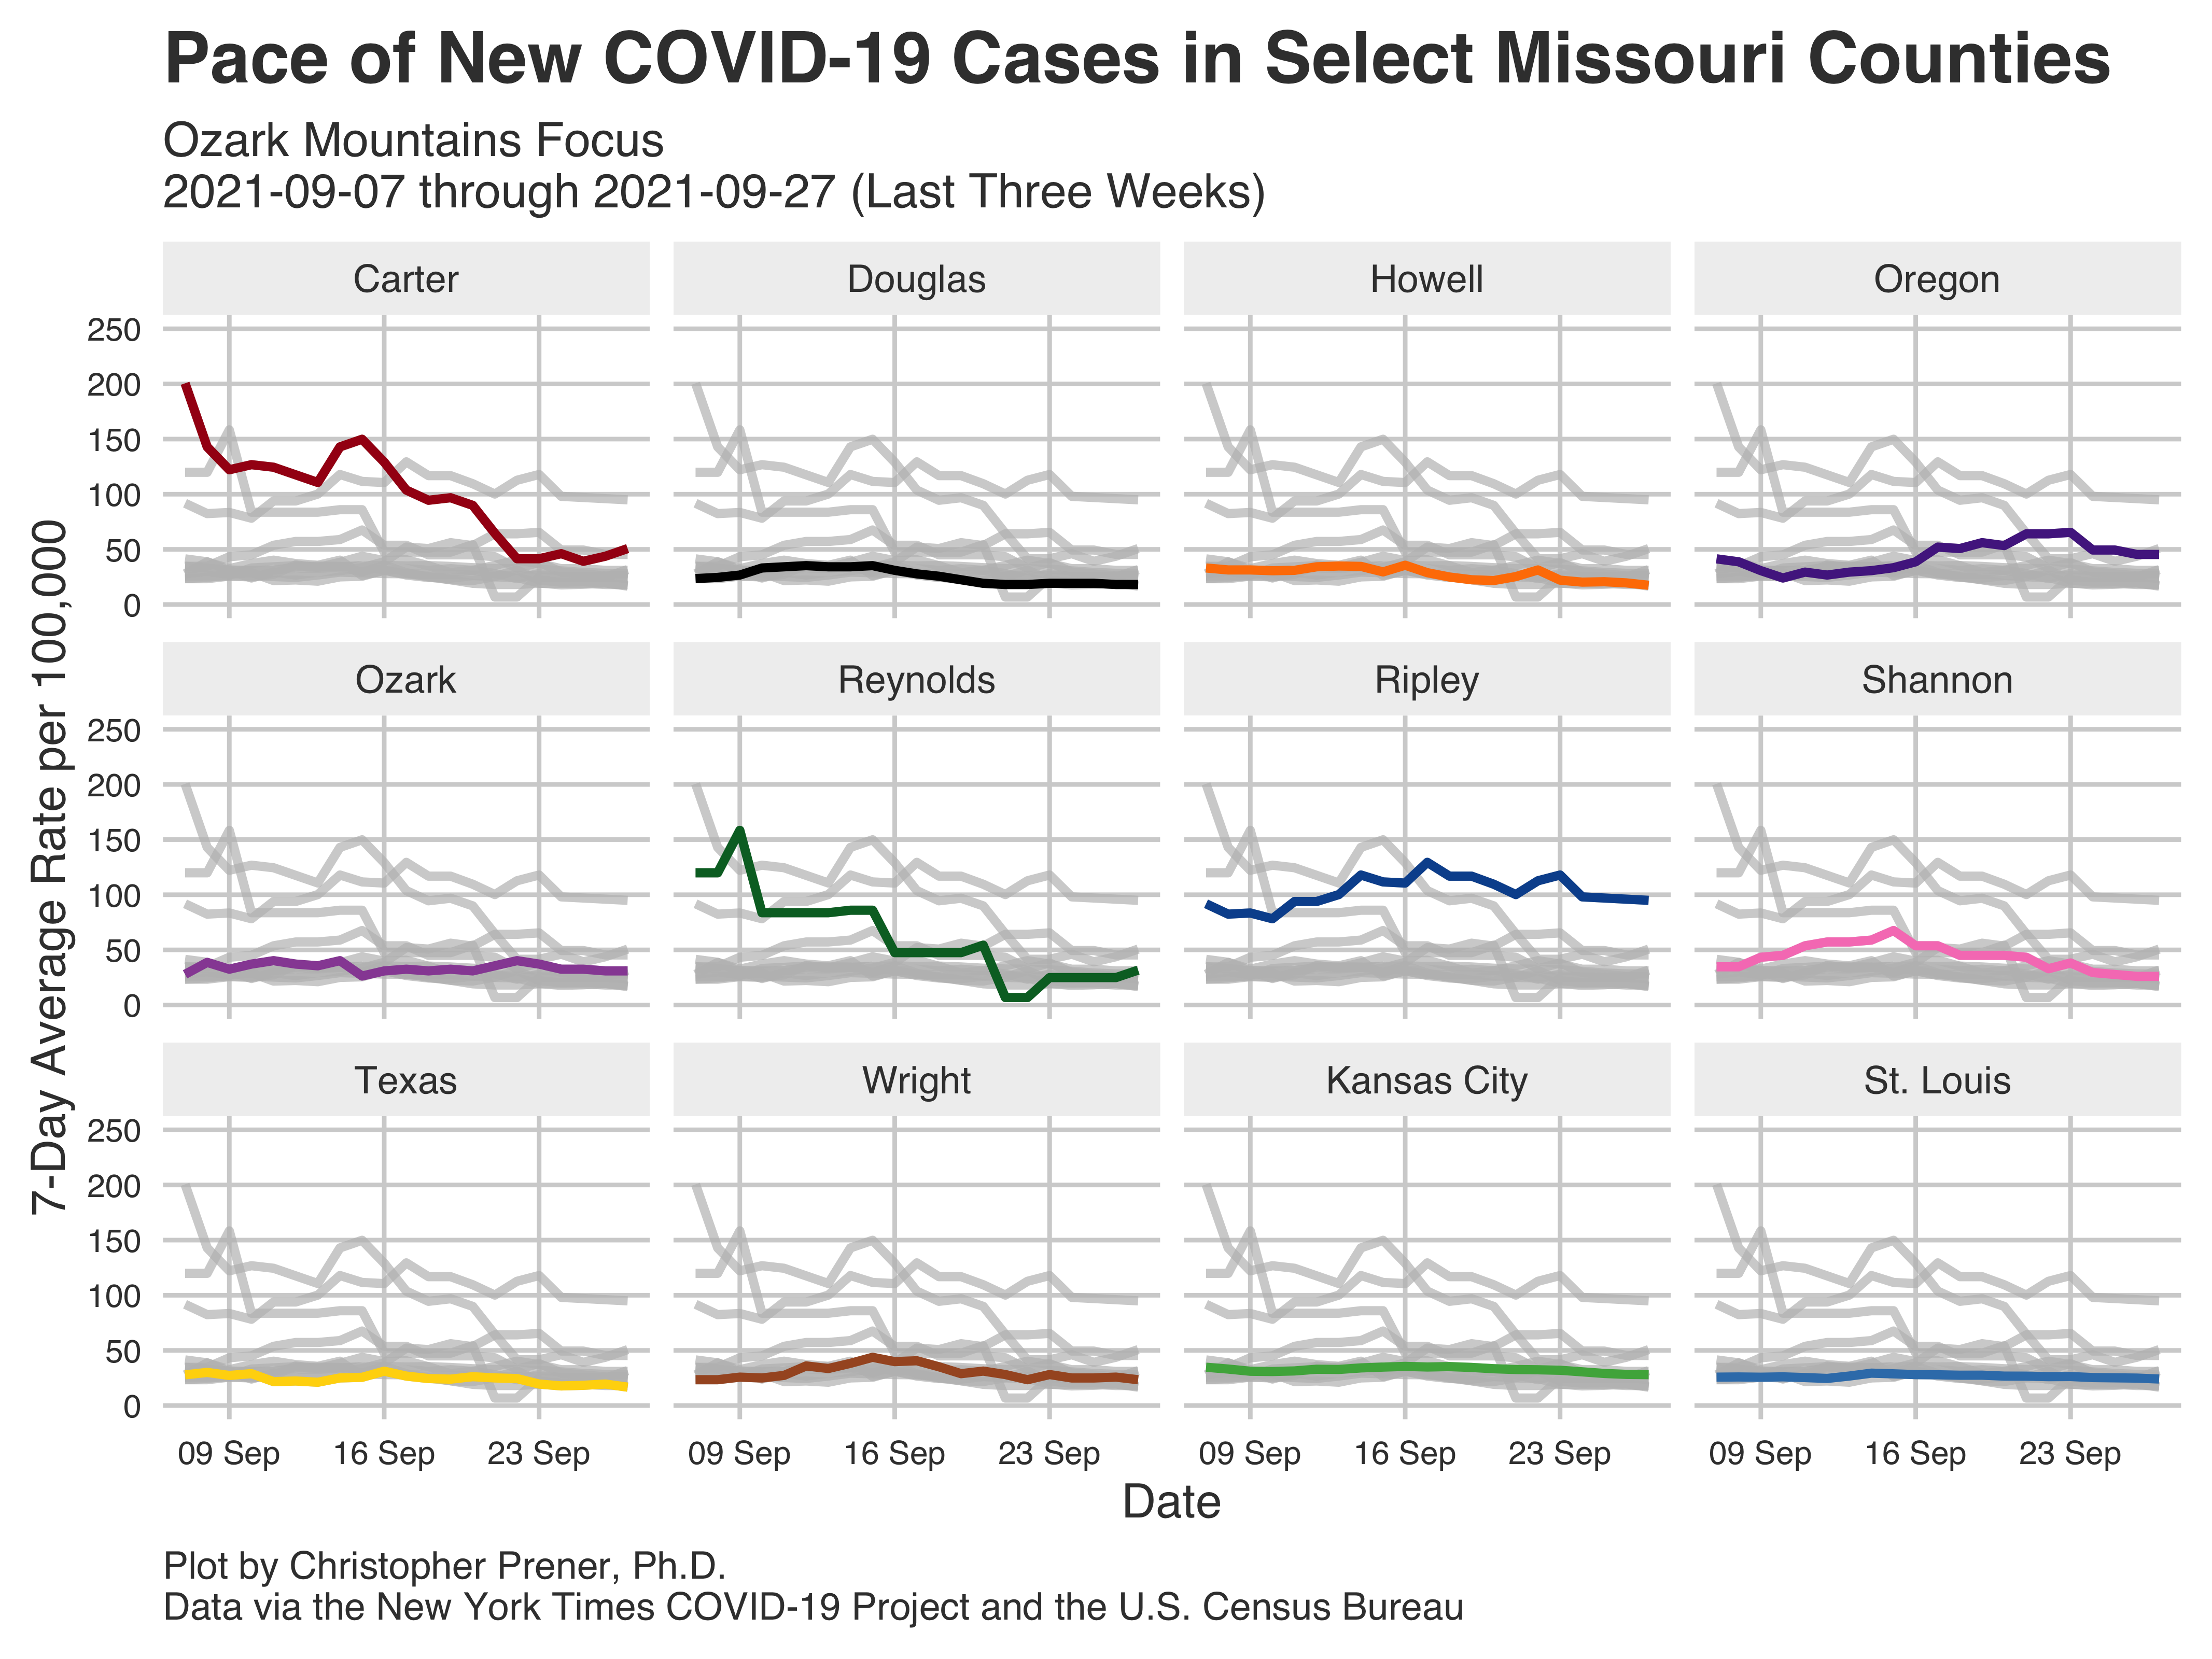 Pace of New COVID-19 Cases in Select Missouri Counties
Ozark Mountains Focus
2021-09-07 through 2021-09-27 (Last Three Weeks)
7-Day Average Rate per 100,000
Carter
Douglas
Howell
Oregon
250
200
150
100
50
0
Ozark
Reynolds
Ripley
Shannon
250
200
150
100
50
0
Texas
Wright
Kansas City
St. Louis
250
200
150
100
50
0
09 Sep 16 Sep 23 Sep
09 Sep 16 Sep 23 Sep
09 Sep 16 Sep 23 Sep
09 Sep 16 Sep 23 Sep
Date
Plot by Christopher Prener, Ph.D.
Data via the New York Times COVID-19 Project and the U.S. Census Bureau